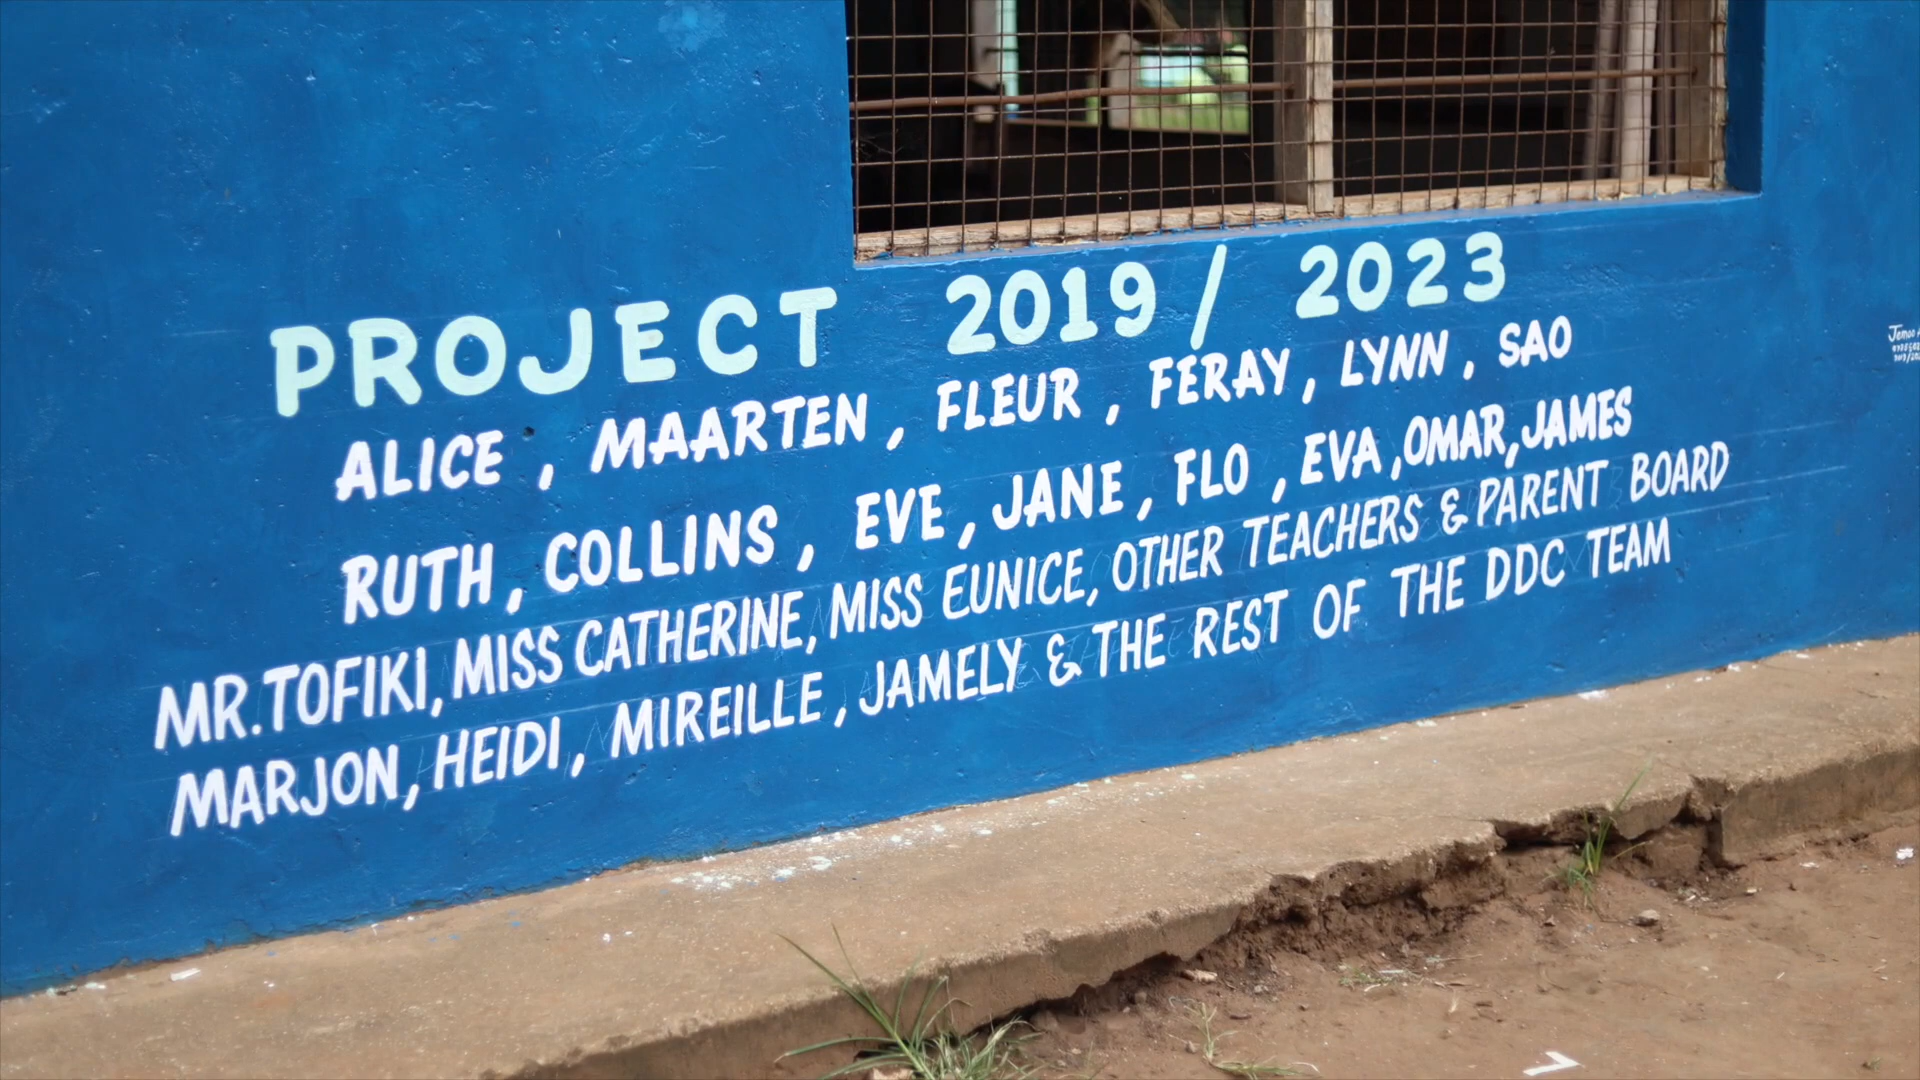 PROJECT 2019 / 2023
ALICE, MAARTEN, FLEUR, FERAY, LYNN, SAO
RUTH, COLLINS, EVE, JANE, FLO, EVA, OMAR, JAMES
MR. TOFIKI, MISS CATHERINE, MISS EUNICE, OTHER TEACHERS & PARENT BOARD
MARJON, HEIDI, MIREILLE, JAMELY & THE REST OF THE DDC TEAM